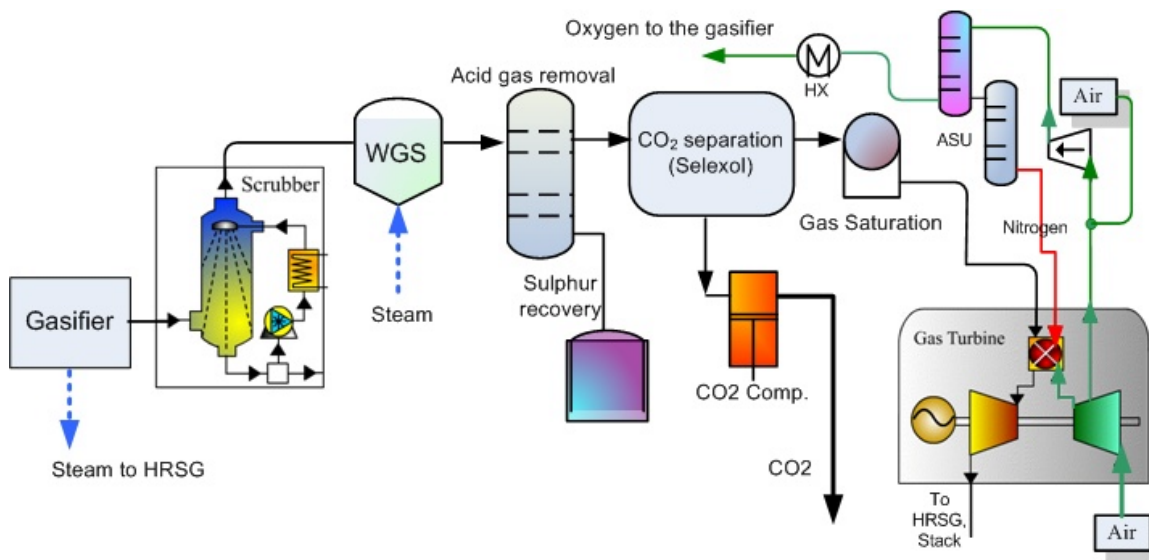 Oxygen to the gasifier
HX
Air
ASU
Acid gas removal
WGS
CO₂ separation
(Selexol)
Scrubber
Gas Saturation
Nitrogen
Gasifier
Steam
Sulphur
recovery
Gas Turbine
CO2 Comp.
Steam to HRSG
CO2
To
HRSG,
Stack
Air